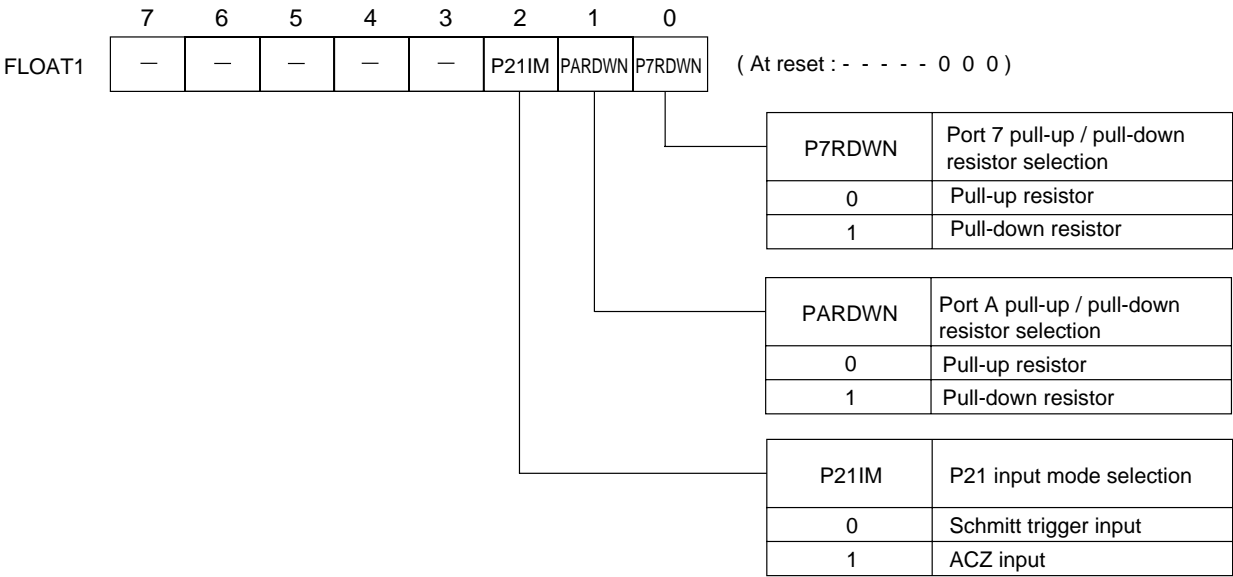 7 6 5 4 3 2 1 0
FLOAT1 – – – – – P21IM PARDWN P7RDWN ( At reset : - - - - - 0 0 0 )
P7RDWN Port 7 pull-up / pull-down
resistor selection
0 Pull-up resistor
1 Pull-down resistor
PARDWN Port A pull-up / pull-down
resistor selection
0 Pull-up resistor
1 Pull-down resistor
P21IM P21 input mode selection
0 Schmitt trigger input
1 ACZ input